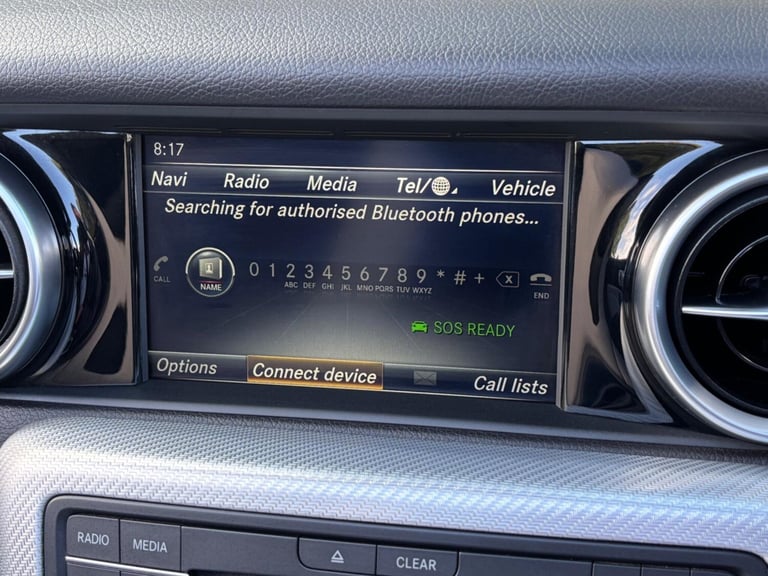 8:17
Navi Radio Media Tel/ Vehicle
Searching for authorised Bluetooth phones...
CALL NAME 0 1 2 3 4 5 6 7 8 9 * # + X END
ABC DEF GHI JKL MNO PQRS TUV WXYZ
SOS READY
Options Connect device Call lists
RADIO MEDIA CLEAR